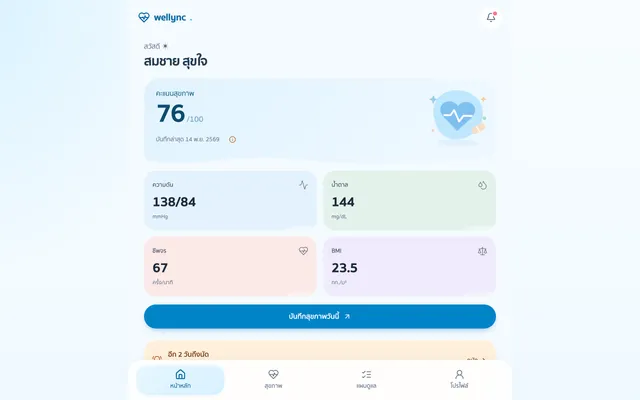 wellync
สวัสดี
สมชาย สุขใจ
คะแนนสุขภาพ
76 /100
บันทึกล่าสุด 14 พ.ย. 2569
ความดัน
138/84
mmHg
น้ำตาล
144
mg/dL
ชีพจร
67
ครั้ง/นาที
BMI
23.5
กก./ม²
บันทึกสุขภาพวันนี้
อีก 2 วันถึงนัด
หน้าหลัก
สุขภาพ
แผนดูแล
โปรไฟล์